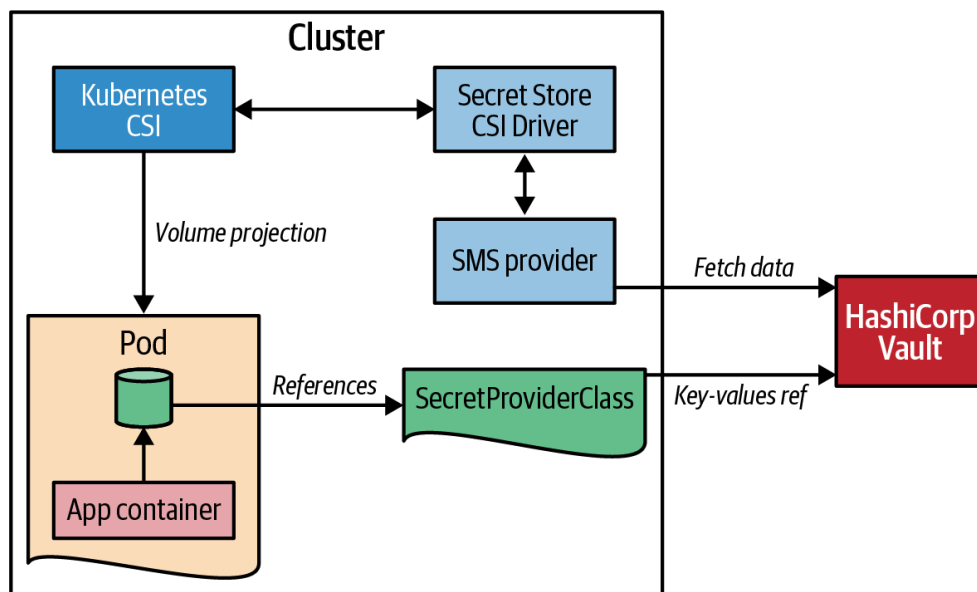 Cluster
Kubernetes
CSI
Secret Store
CSI Driver
Volume projection
SMS provider
Fetch data
HashiCorp
Vault
Pod
References
SecretProviderClass
Key-values ref
App container